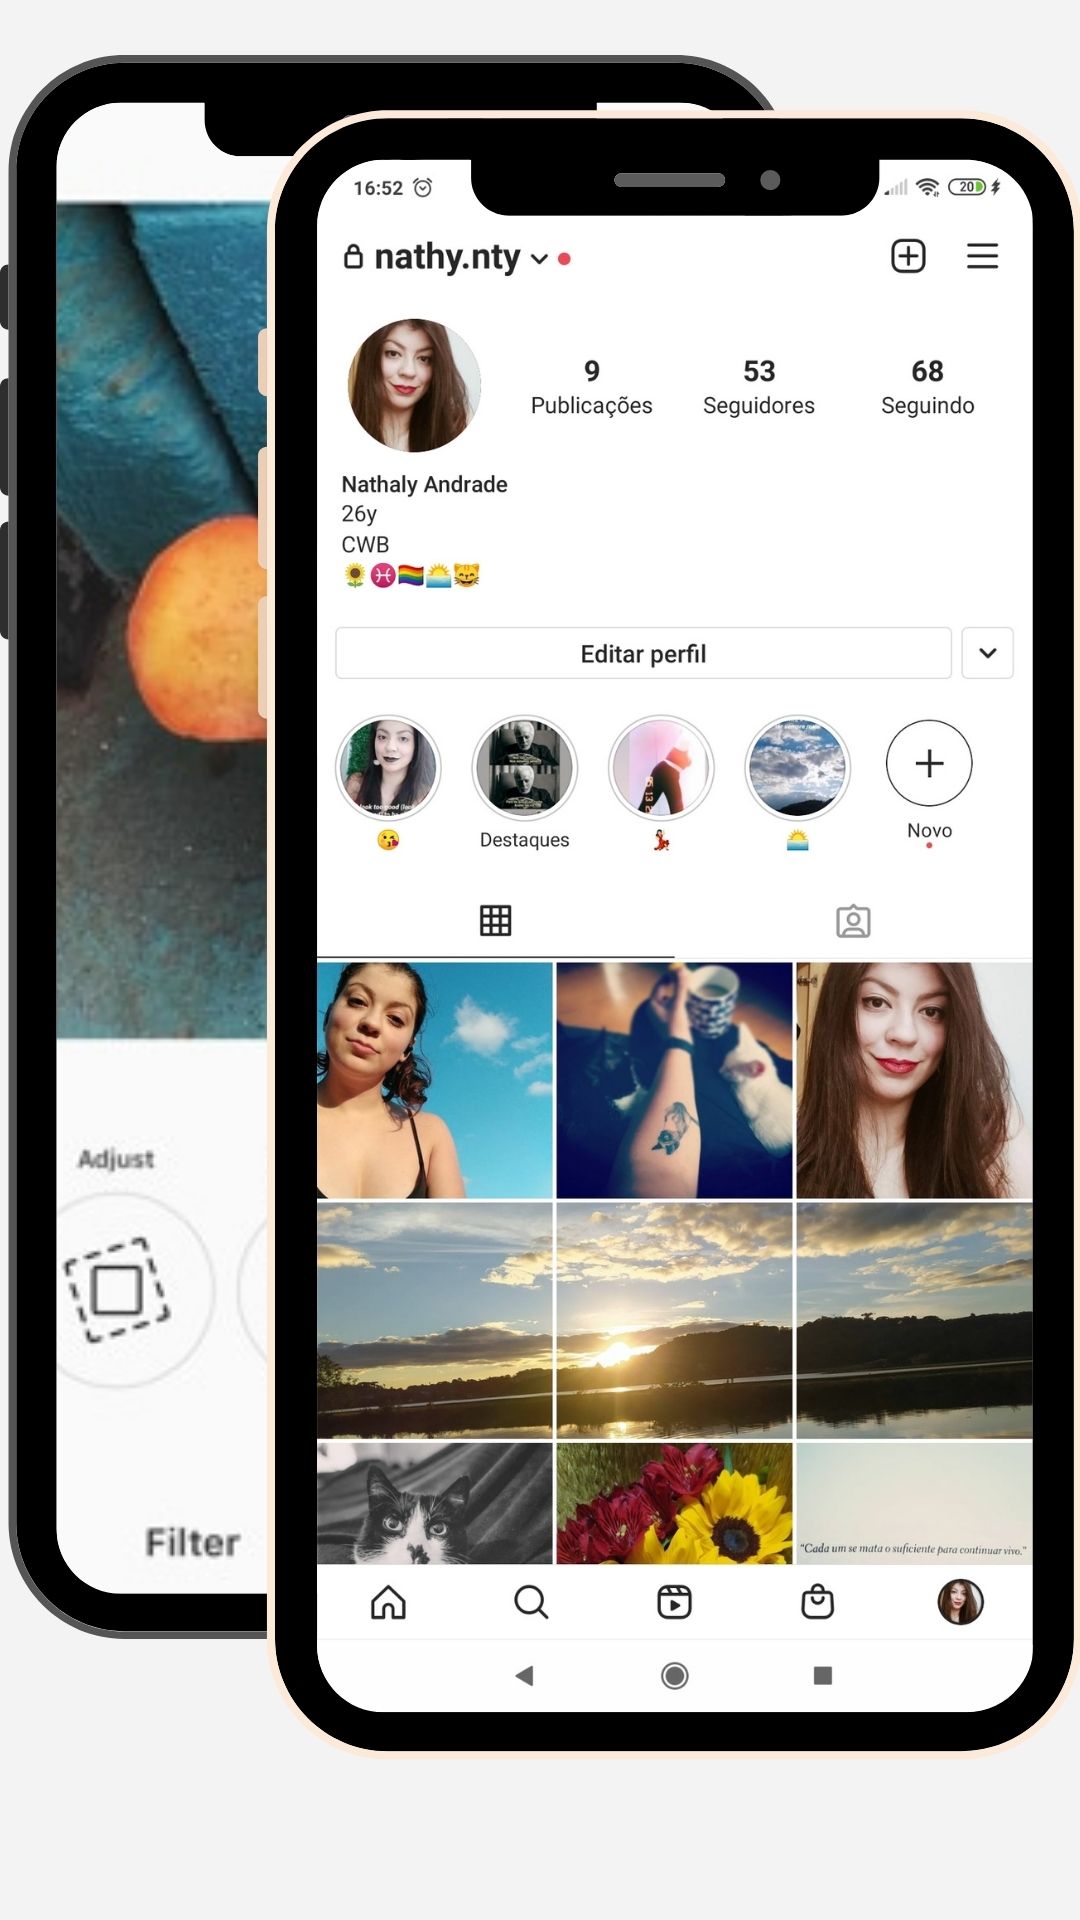 16:52
20
nathy.nty
9
53
68
Publicações
Seguidores
Seguindo
Nathaly Andrade
26y
CWB
Editar perfil
Destaques
Novo
Adjust
Filter
"Cada um se mata o suficiente para continuar vivo."